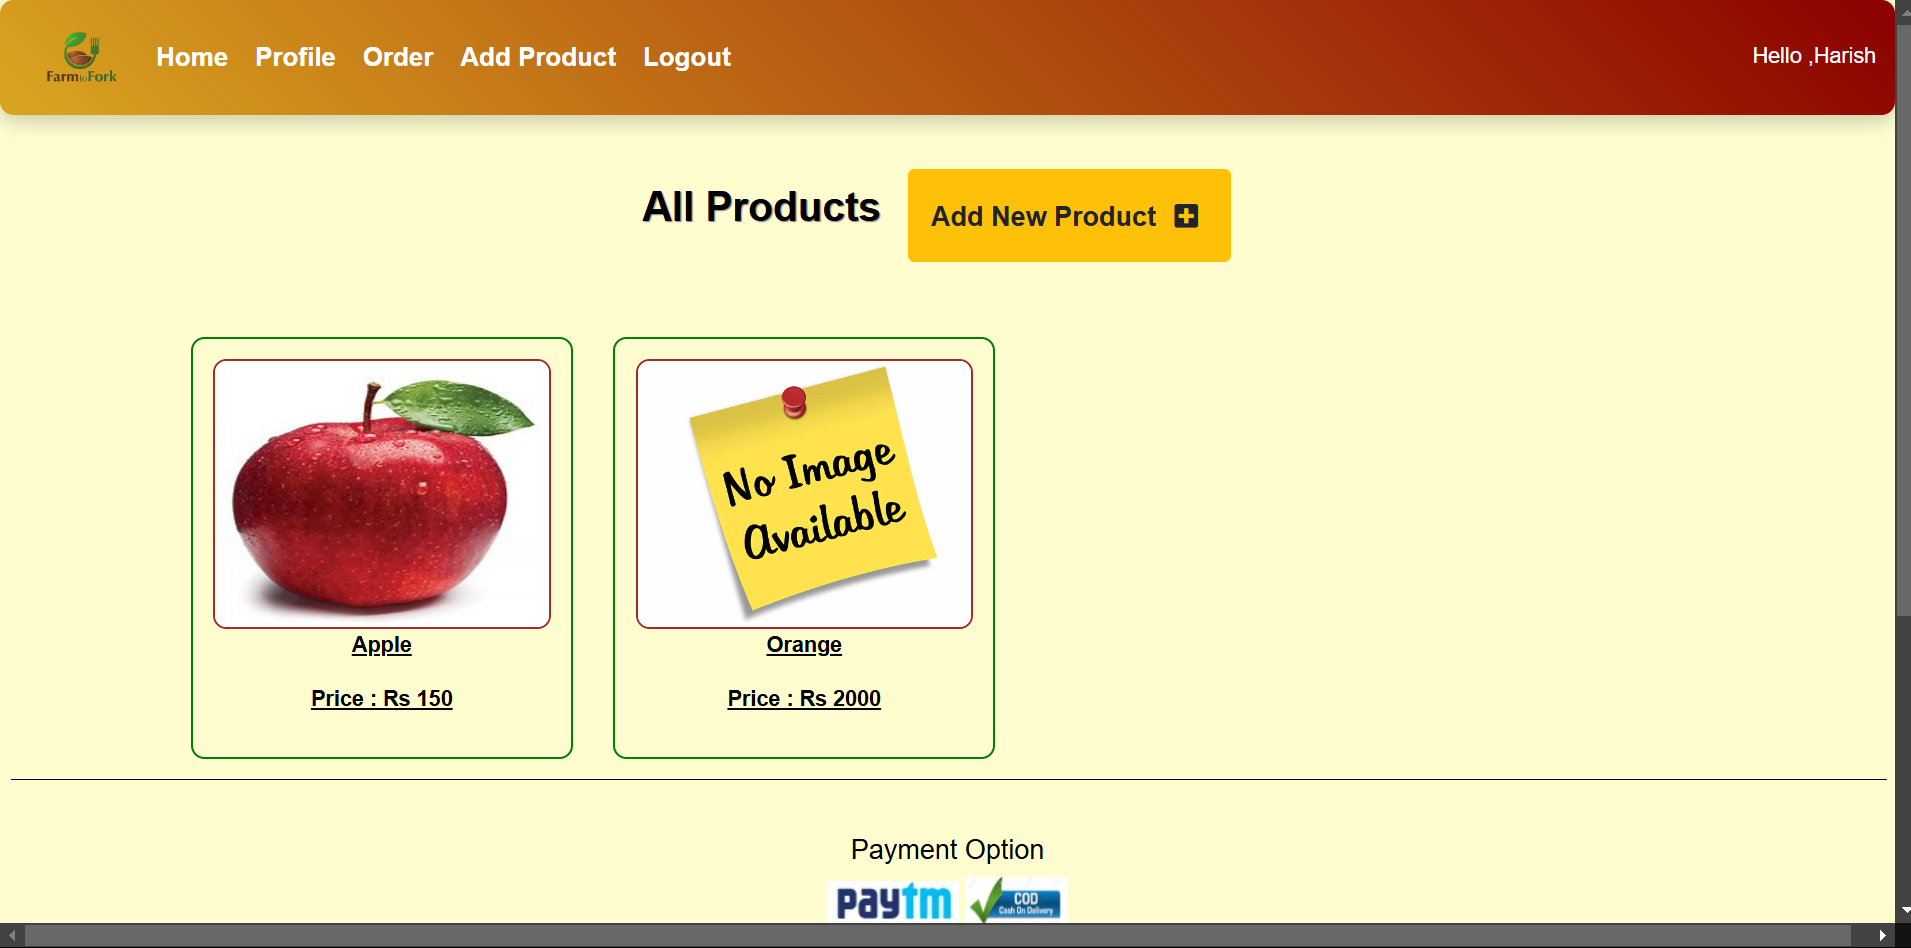 FarmtoFork
Home Profile Order Add Product Logout
Hello ,Harish
All Products
Add New Product
No Image
Available
Apple
Orange
Price : Rs 150
Price : Rs 2000
Payment Option
paytm
COD
Cash On Delivery